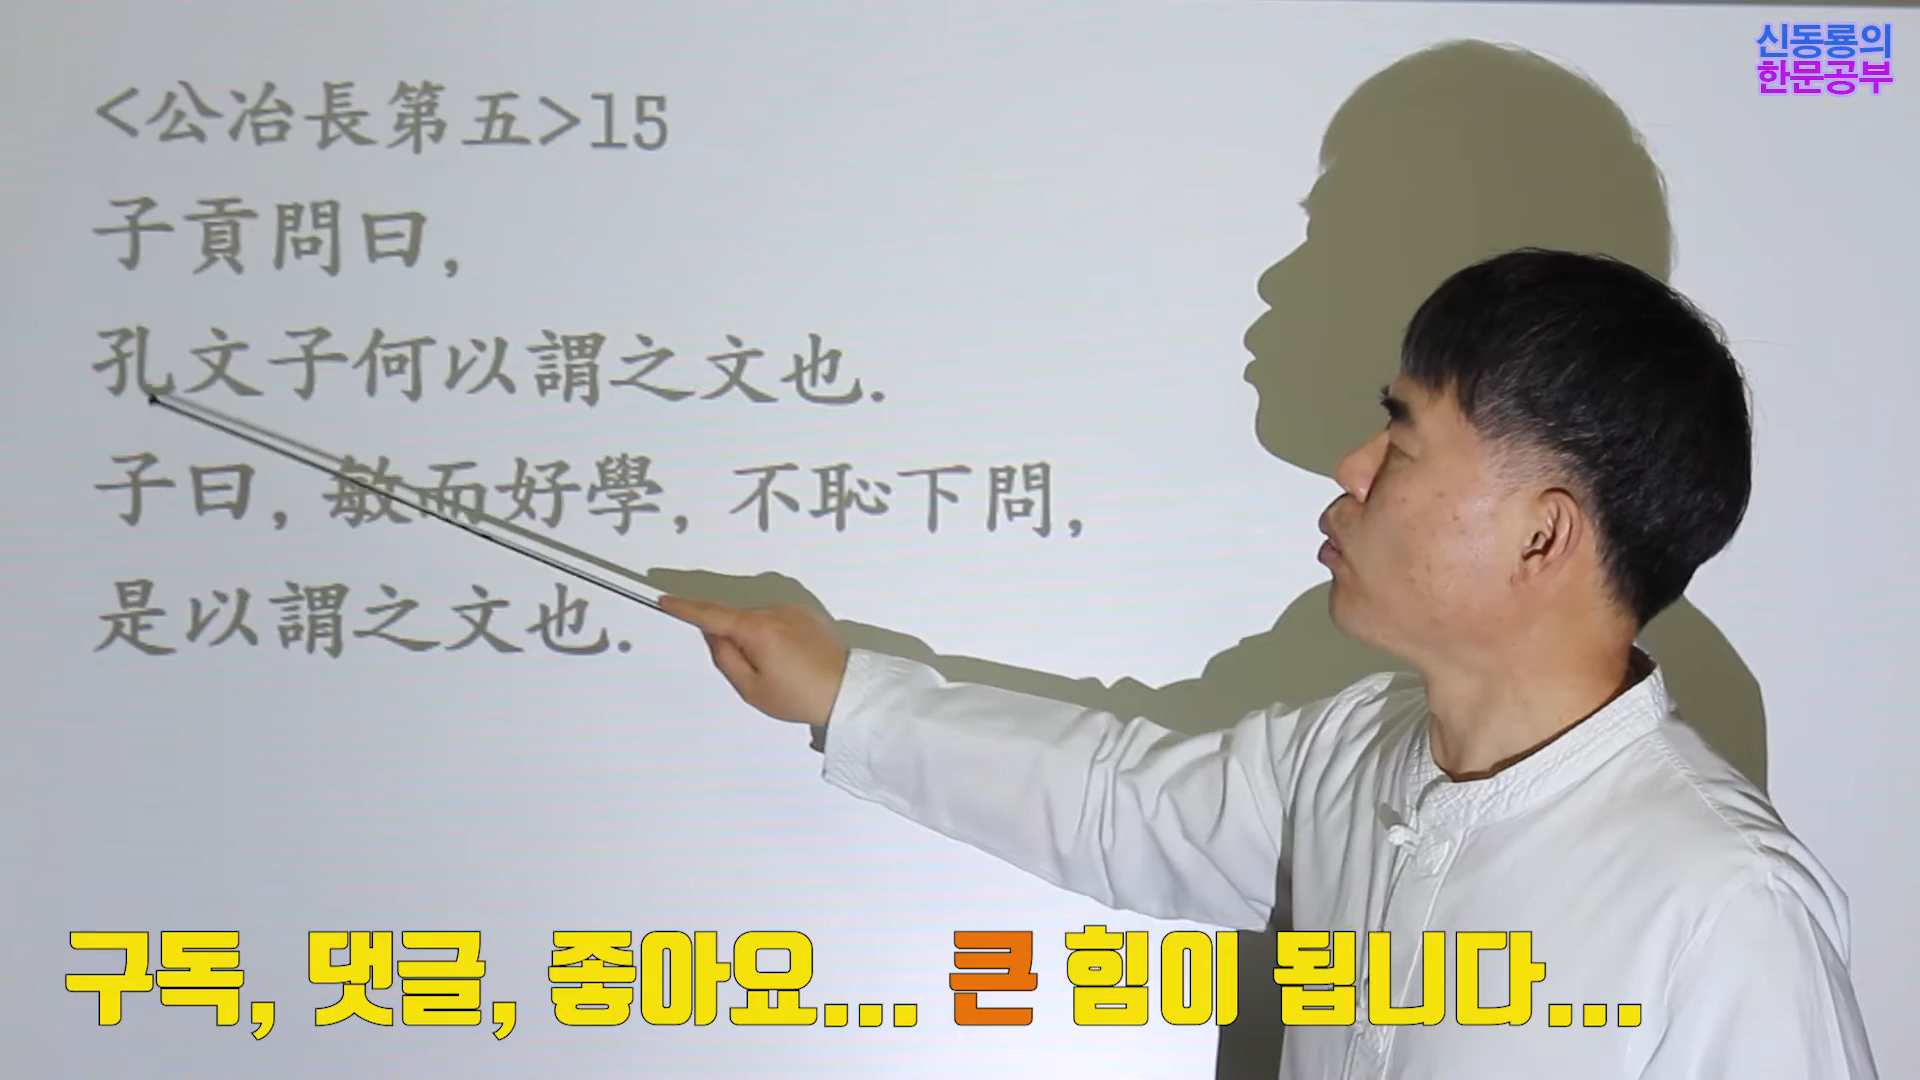 <公冶長第五>15
子貢問曰,
孔文子何以謂之文也.
子曰, 敏而好學, 不恥下問,
是以謂之文也.
신동룡의
한문공부
구독, 댓글, 좋아요... 큰 힘이 됩니다...